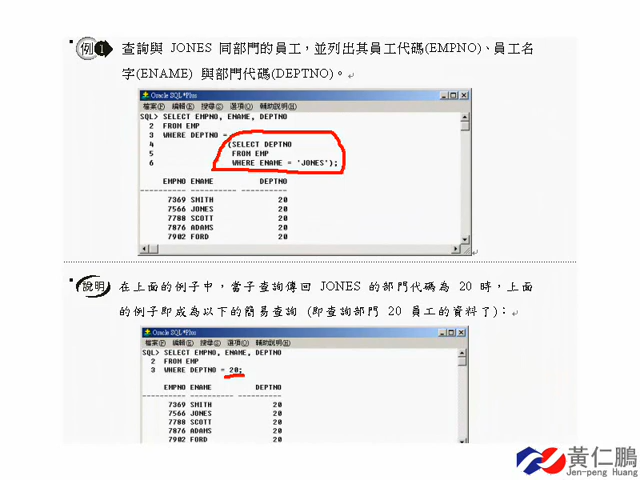 例1 查詢與 JONES 同部門的員工，並列出其員工代碼(EMPNO)、員工名
字(ENAME) 與部門代碼(DEPTNO)。
Oracle SQL*Plus
檔案(F) 編輯(E) 搜尋(S) 選項(O) 輔助說明(H)
SQL> SELECT EMPNO, ENAME, DEPTNO
2 FROM EMP
3 WHERE DEPTNO =
4 (SELECT DEPTNO
5 FROM EMP
6 WHERE ENAME = 'JONES');
EMPNO ENAME DEPTNO
---------- ---------- ----------
7369 SMITH 20
7566 JONES 20
7788 SCOTT 20
7876 ADAMS 20
7902 FORD 20
說明 在上面的例子中，當子查詢傳回 JONES 的部門代碼為 20 時，上面
的例子即成為以下的簡易查詢 (即查詢部門 20 員工的資料了)：
Oracle SQL*Plus
檔案(F) 編輯(E) 搜尋(S) 選項(O) 輔助說明(H)
SQL> SELECT EMPNO, ENAME, DEPTNO
2 FROM EMP
3 WHERE DEPTNO = 20;
EMPNO ENAME DEPTNO
---------- ---------- ----------
7369 SMITH 20
7566 JONES 20
7788 SCOTT 20
7876 ADAMS 20
7902 FORD 20
黃仁鵬
Jen-peng Huang